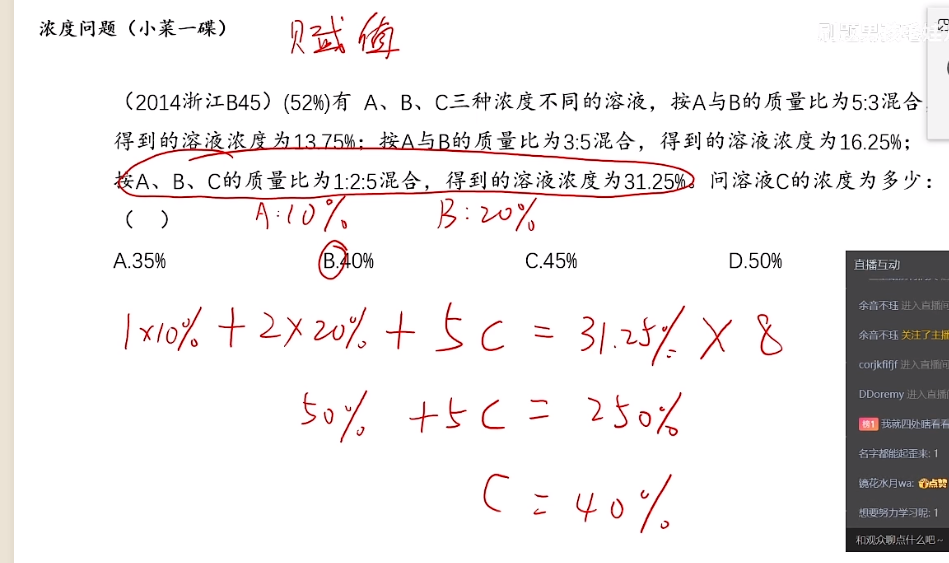 浓度问题（小菜一碟）
赋值
（2014浙江B45）(52%)有 A、B、C三种浓度不同的溶液，按A与B的质量比为5:3混合，
得到的溶液浓度为13.75%；按A与B的质量比为3:5混合，得到的溶液浓度为16.25%；
按A、B、C的质量比为1:2:5混合，得到的溶液浓度为31.25%。问溶液C的浓度为多少：
（ ）
A:10% B:20%
A.35% B.40% C.45% D.50%
1×10% + 2×20% + 5C = 31.25% × 8
50% + 5C = 250%
C = 40%
直播互动
余音不珏 进入直播间
余音不珏 关注了主播
corjkfifjf 进入直播间
DDoremy 进入直播
我就四处瞎看看
名字都能起歪来: 1
镜花水月wa: 点赞
想要努力学习呢: 1
和观众聊点什么吧~